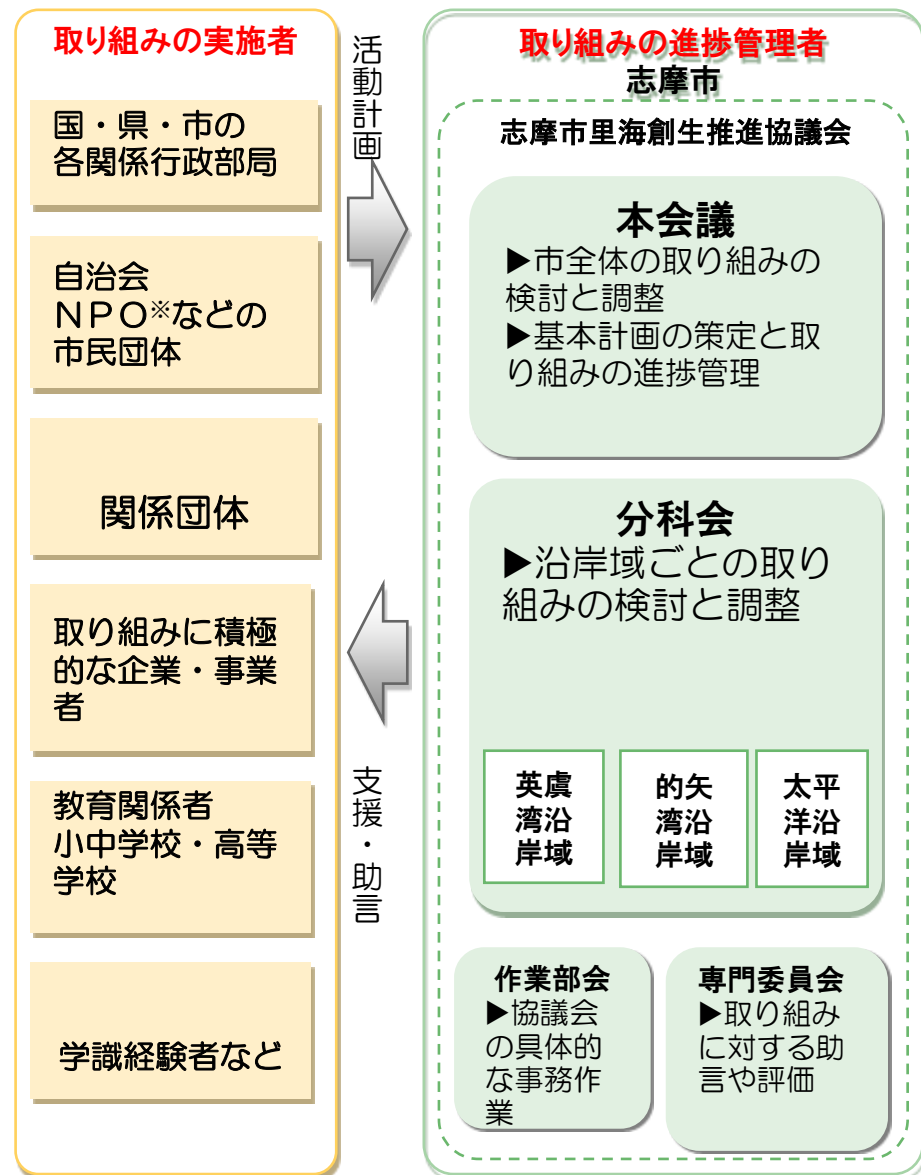 取り組みの実施者
国・県・市の
各関係行政部局
自治会
ＮＰＯ※などの
市民団体
関係団体
取り組みに積極
的な企業・事業
者
教育関係者
小中学校・高等
学校
学識経験者など
活動計画
支援・助言
取り組みの進捗管理者
志摩市
志摩市里海創生推進協議会
本会議
▶市全体の取り組みの
検討と調整
▶基本計画の策定と取
り組みの進捗管理
分科会
▶沿岸域ごとの取り
組みの検討と調整
英虞
湾沿
岸域
的矢
湾沿
岸域
太平
洋沿
岸域
作業部会
▶協議会
の具体的
な事務作
業
専門委員会
▶取り組み
に対する助
言や評価